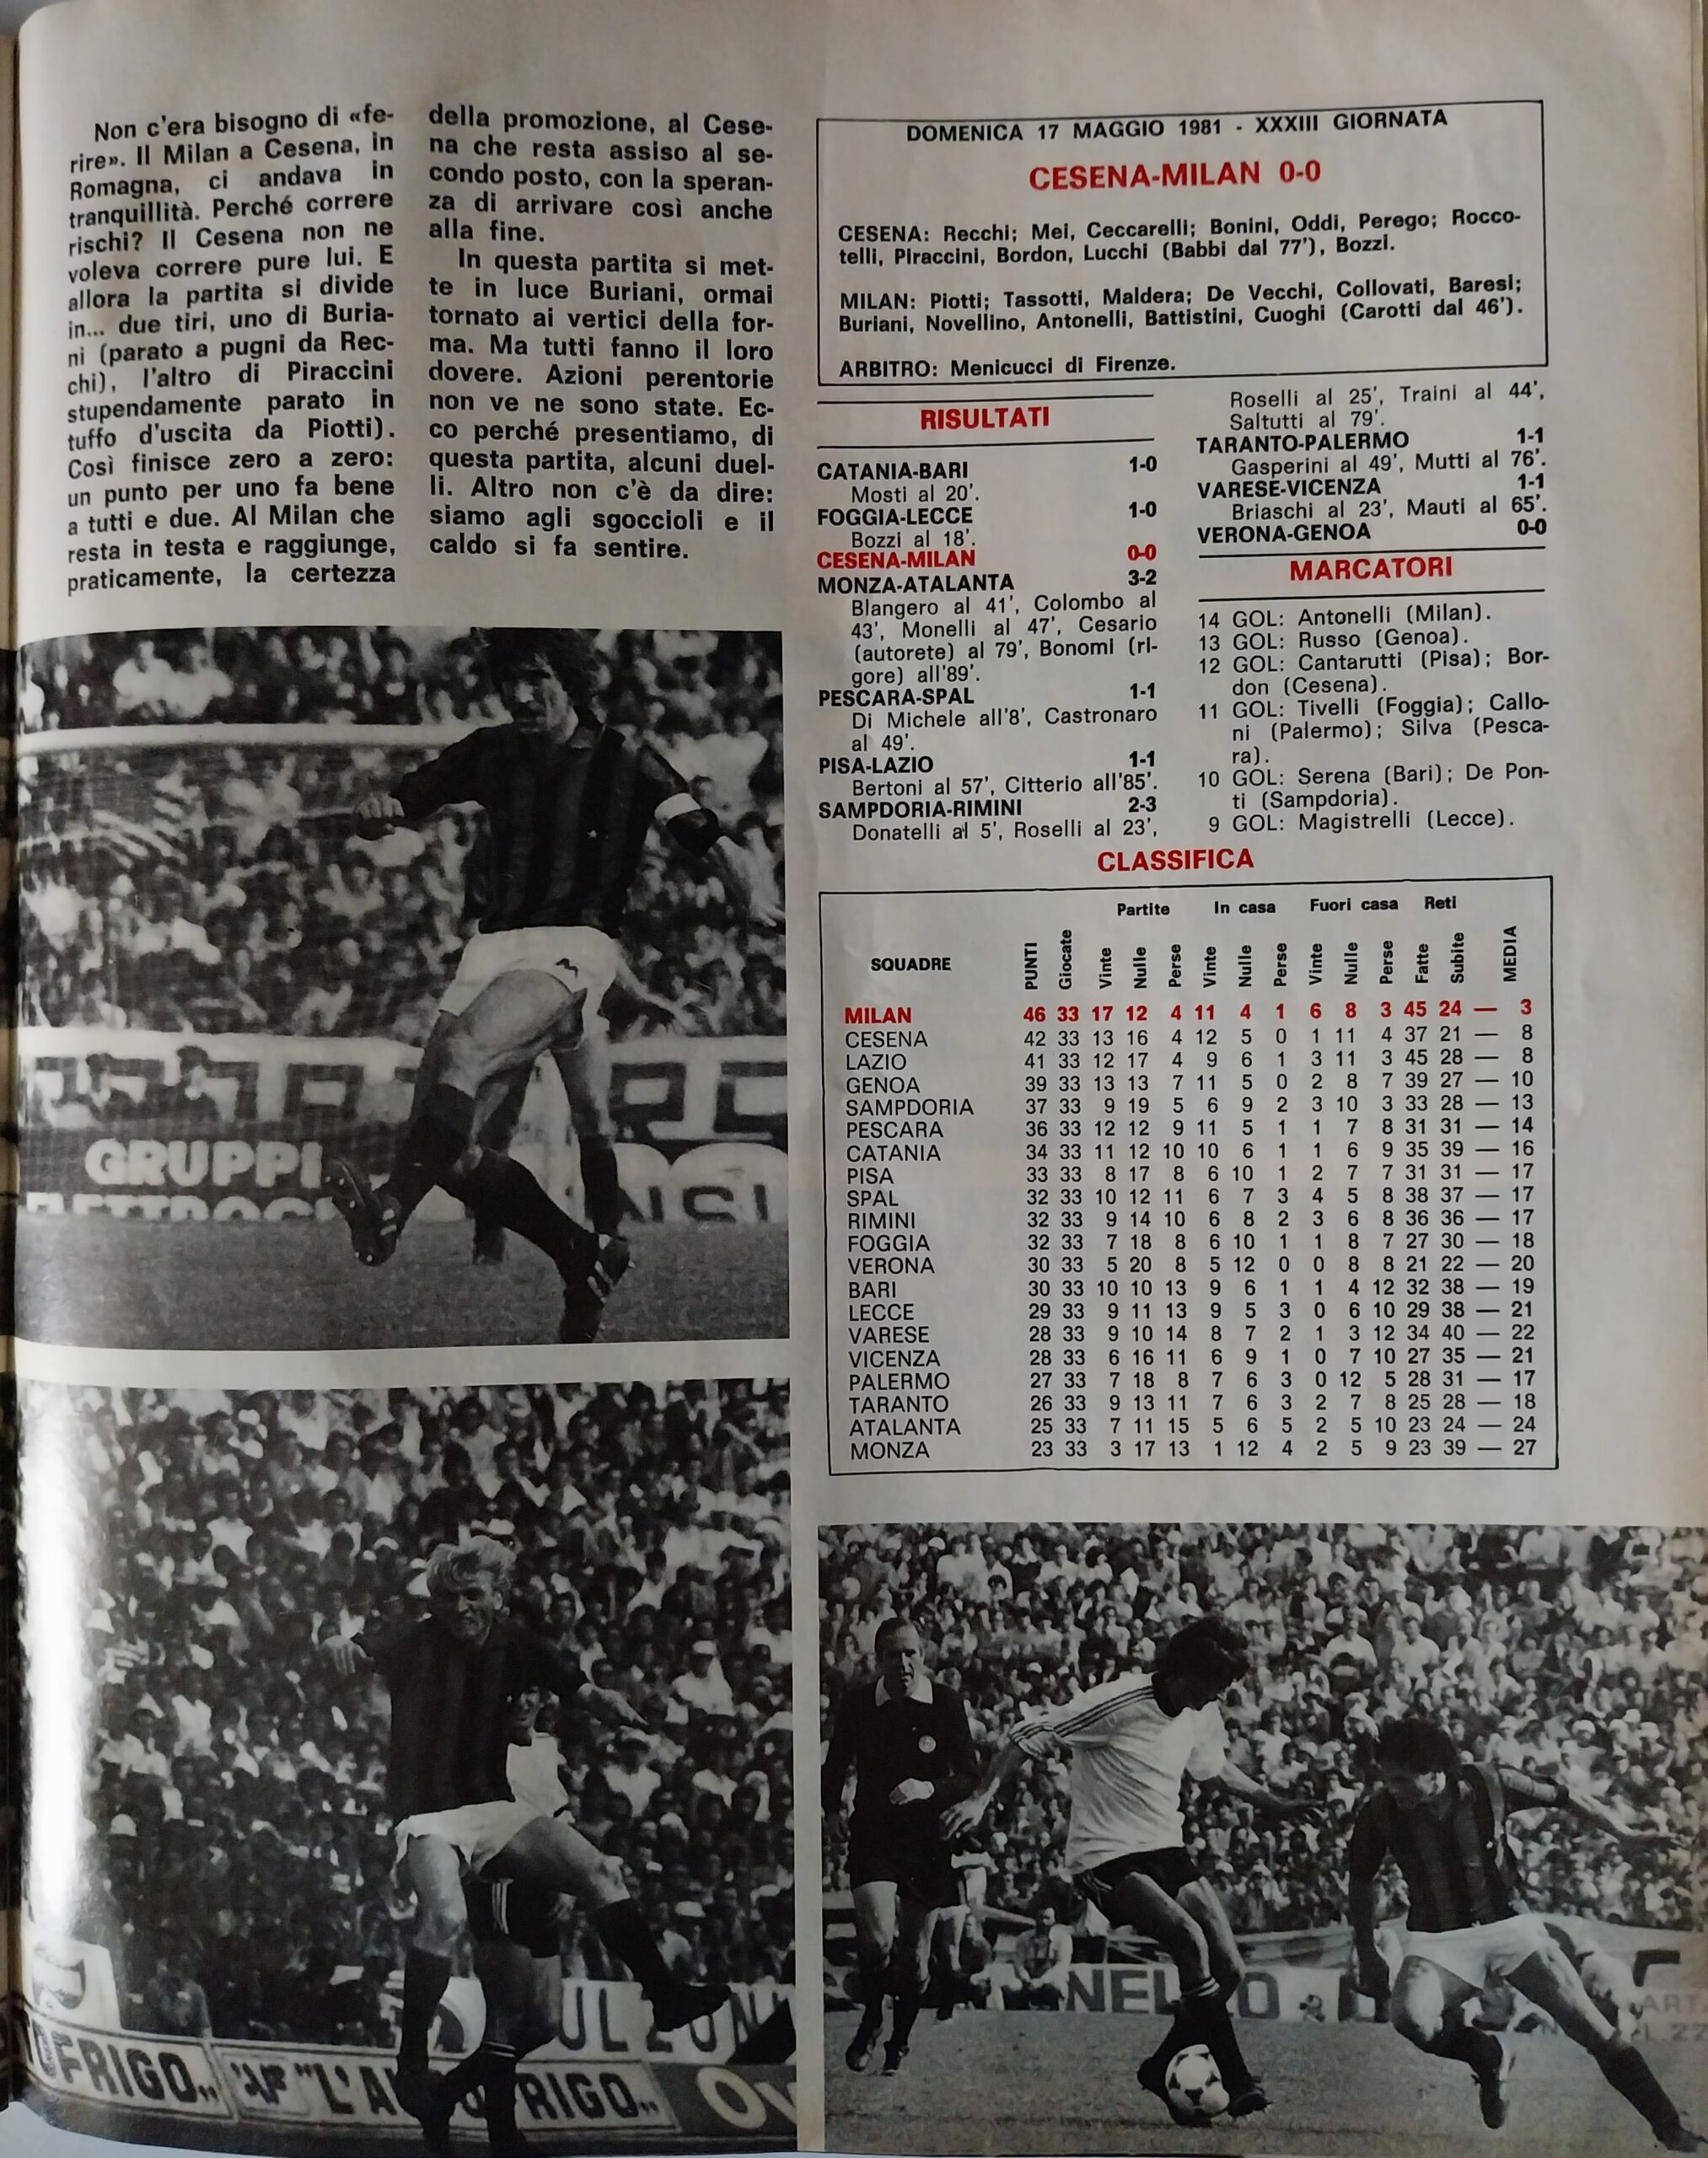 Non c'era bisogno di «fe-
rire». Il Milan a Cesena, in
Romagna, ci andava in
tranquillità. Perché correre
rischi? Il Cesena non ne
voleva correre pure lui. E
allora la partita si divide
in... due tiri, uno di Buria-
ni (parato a pugni da Rec-
chi), l'altro di Piraccini
stupendamente parato in
tuffo d'uscita da Piotti).
Così finisce zero a zero:
un punto per uno fa bene
a tutti e due. Al Milan che
resta in testa e raggiunge,
praticamente, la certezza
della promozione, al Cese-
na che resta assiso al se-
condo posto, con la speran-
za di arrivare così anche
alla fine.
In questa partita si met-
te in luce Buriani, ormai
tornato ai vertici della for-
ma. Ma tutti fanno il loro
dovere. Azioni perentorie
non ve ne sono state. Ec-
co perché presentiamo, di
questa partita, alcuni duel-
li. Altro non c'è da dire:
siamo agli sgoccioli e il
caldo si fa sentire.
DOMENICA 17 MAGGIO 1981 - XXXIII GIORNATA
CESENA-MILAN 0-0
CESENA: Recchi; Mei, Ceccarelli; Bonini, Oddi, Perego; Rocco-
telli, Piraccini, Bordon, Lucchi (Babbi dal 77'), Bozzi.
MILAN: Piotti; Tassotti, Maldera; De Vecchi, Collovati, Baresi;
Buriani, Novellino, Antonelli, Battistini, Cuoghi (Carotti dal 46').
ARBITRO: Menicucci di Firenze.
RISULTATI
CATANIA-BARI 1-0
Mosti al 20'.
FOGGIA-LECCE 1-0
Bozzi al 18'.
CESENA-MILAN 0-0
MONZA-ATALANTA 3-2
Blangero al 41', Colombo al
43', Monelli al 47', Cesario
(autorete) al 79', Bonomi (ri-
gore) all'89'.
PESCARA-SPAL 1-1
Di Michele all'8', Castronaro
al 49'.
PISA-LAZIO 1-1
Bertoni al 57', Citterio all'85'.
SAMPDORIA-RIMINI 2-3
Donatelli al 5', Roselli al 23',
Roselli al 25', Traini al 44',
Saltutti al 79'.
TARANTO-PALERMO 1-1
Gasperini al 49', Mutti al 76'.
VARESE-VICENZA 1-1
Briaschi al 23', Mauti al 65'.
VERONA-GENOA 0-0
MARCATORI
14 GOL: Antonelli (Milan).
13 GOL: Russo (Genoa).
12 GOL: Cantarutti (Pisa); Bor-
don (Cesena).
11 GOL: Tivelli (Foggia); Callo-
ni (Palermo); Silva (Pesca-
ra).
10 GOL: Serena (Bari); De Pon-
ti (Sampdoria).
9 GOL: Magistrelli (Lecce).
CLASSIFICA
Partite In casa Fuori casa Reti
SQUADRE PUNTI Giocate Vinte Nulle Perse Vinte Nulle Perse Vinte Nulle Perse Fatte Subite MEDIA
MILAN 46 33 17 12 4 11 4 1 6 8 3 45 24 — 3
CESENA 42 33 13 16 4 12 5 0 1 11 4 37 21 — 8
LAZIO 41 33 12 17 4 9 6 1 3 11 3 45 28 — 8
GENOA 39 33 13 13 7 11 5 0 2 8 7 39 27 — 10
SAMPDORIA 37 33 9 19 5 6 9 2 3 10 3 33 28 — 13
PESCARA 36 33 12 12 9 11 5 1 1 7 8 31 31 — 14
CATANIA 34 33 11 12 10 10 6 1 1 6 9 35 39 — 16
PISA 33 33 8 17 8 6 10 1 2 7 7 31 31 — 17
SPAL 32 33 10 12 11 6 7 3 4 5 8 38 37 — 17
RIMINI 32 33 9 14 10 6 8 2 3 6 8 36 36 — 17
FOGGIA 32 33 7 18 8 6 10 1 1 8 7 27 30 — 18
VERONA 30 33 5 20 8 5 12 0 0 8 8 21 22 — 20
BARI 30 33 10 10 13 9 6 1 1 4 12 32 38 — 19
LECCE 29 33 9 11 13 9 5 3 0 6 10 29 38 — 21
VARESE 28 33 9 10 14 8 7 2 1 3 12 34 40 — 22
VICENZA 28 33 6 16 11 6 9 1 0 7 10 27 35 — 21
PALERMO 27 33 7 18 8 7 6 3 0 12 5 28 31 — 17
TARANTO 26 33 9 13 11 7 6 3 2 7 8 25 28 — 18
ATALANTA 25 33 7 11 15 5 6 5 2 5 10 23 24 — 24
MONZA 23 33 3 17 13 1 12 4 2 5 9 23 39 — 27
GRUPPI